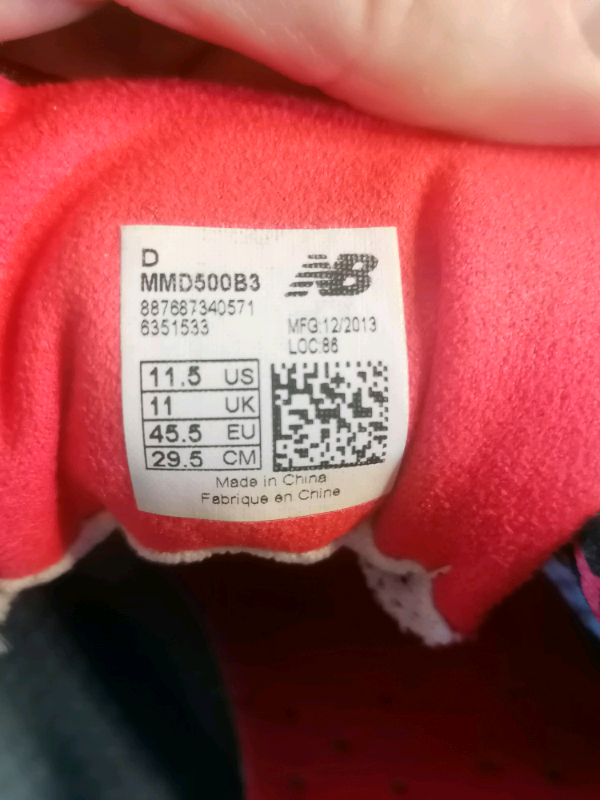 D
MMD500B3
887687340571
6351533
NB
MFG:12/2013
LOC:86
11.5 US
11 UK
45.5 EU
29.5 CM
Made in China
Fabrique en Chine